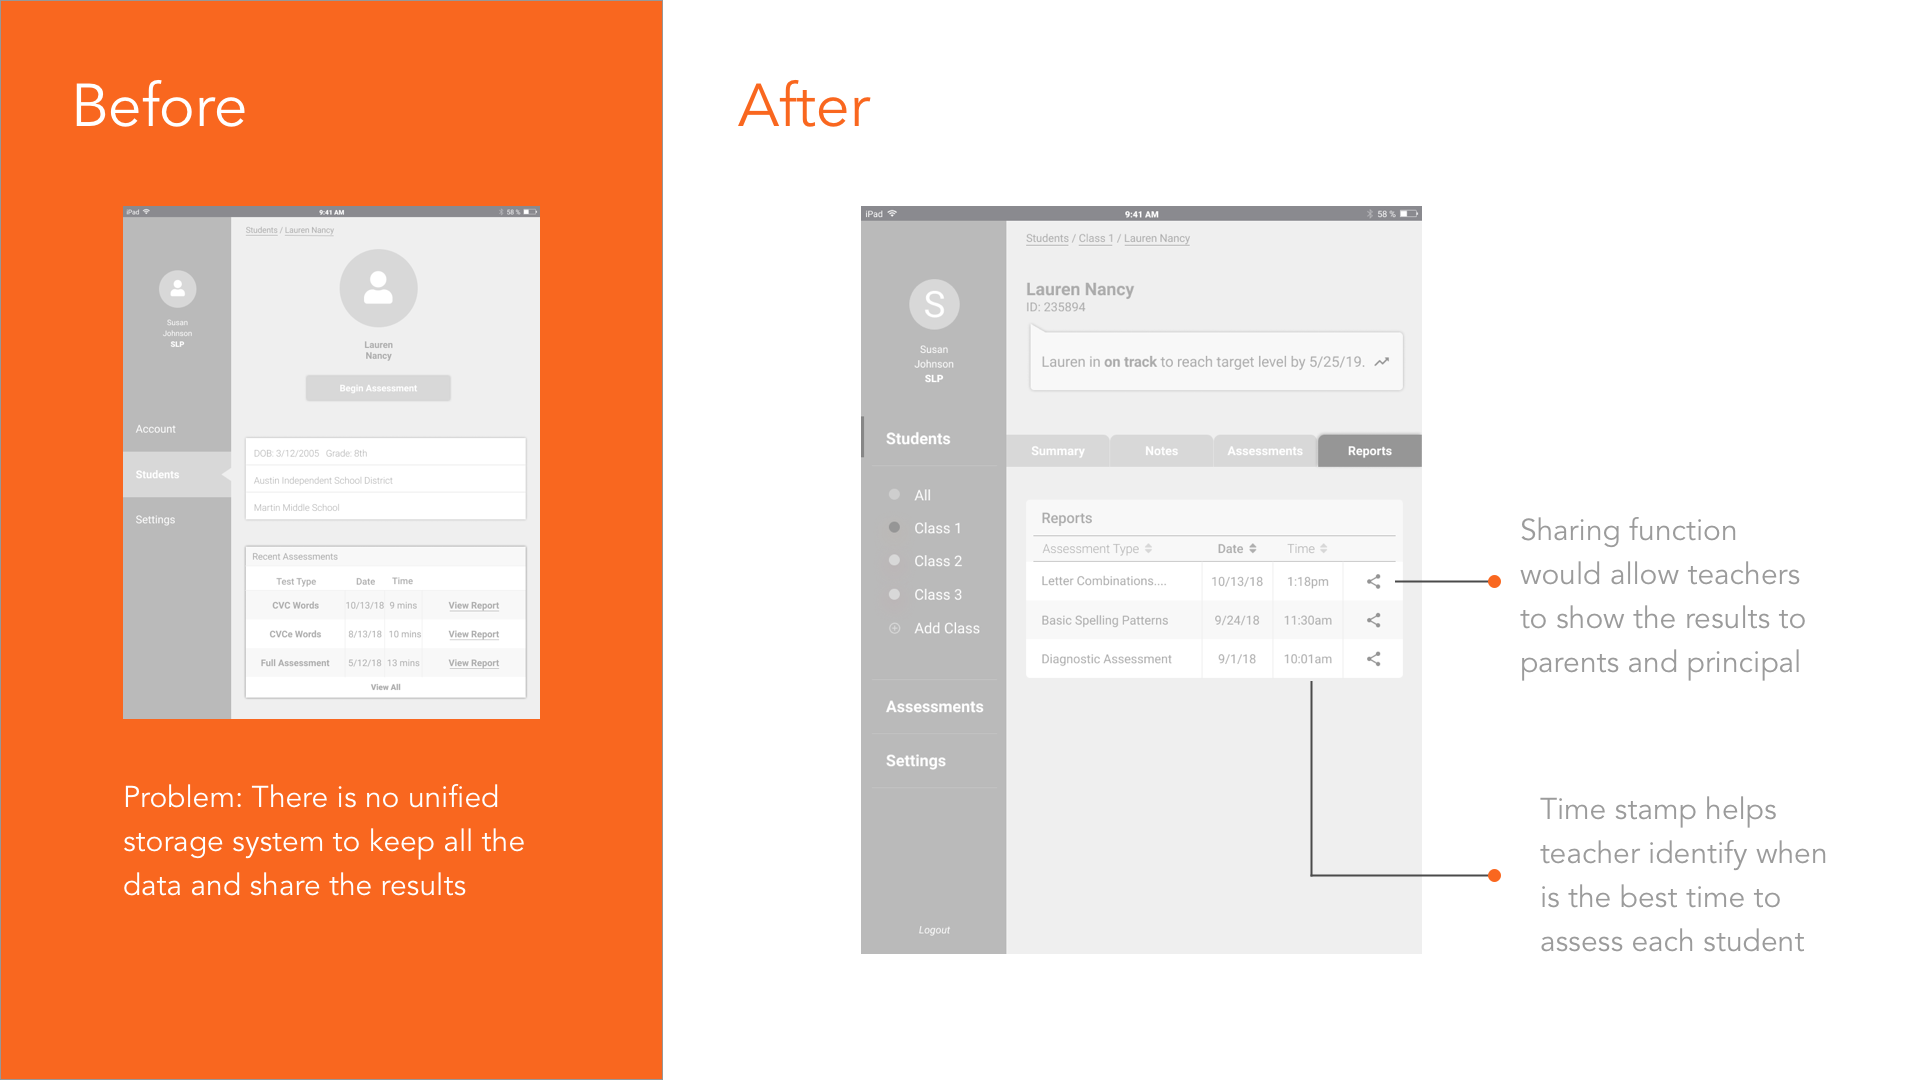 Before
iPad
9:41 AM
58 %
Susan
Johnson
SLP
Account
Students
Settings
Students / Lauren Nancy
Lauren
Nancy
Begin Assessment
DOB: 3/12/2005 Grade: 8th
Austin Independent School District
Martin Middle School
Recent Assessments
Test Type Date Time
CVC Words 10/13/18 9 mins View Report
CVCe Words 8/13/18 10 mins View Report
Full Assessment 5/12/18 13 mins View Report
View All
Problem: There is no unified
storage system to keep all the
data and share the results
After
iPad
9:41 AM
58 %
S
Susan
Johnson
SLP
Students
All
Class 1
Class 2
Class 3
Add Class
Assessments
Settings
Logout
Students / Class 1 / Lauren Nancy
Lauren Nancy
ID: 235894
Lauren in on track to reach target level by 5/25/19.
Summary Notes Assessments Reports
Reports
Assessment Type Date Time
Letter Combinations.... 10/13/18 1:18pm
Basic Spelling Patterns 9/24/18 11:30am
Diagnostic Assessment 9/1/18 10:01am
Sharing function
would allow teachers
to show the results to
parents and principal
Time stamp helps
teacher identify when
is the best time to
assess each student